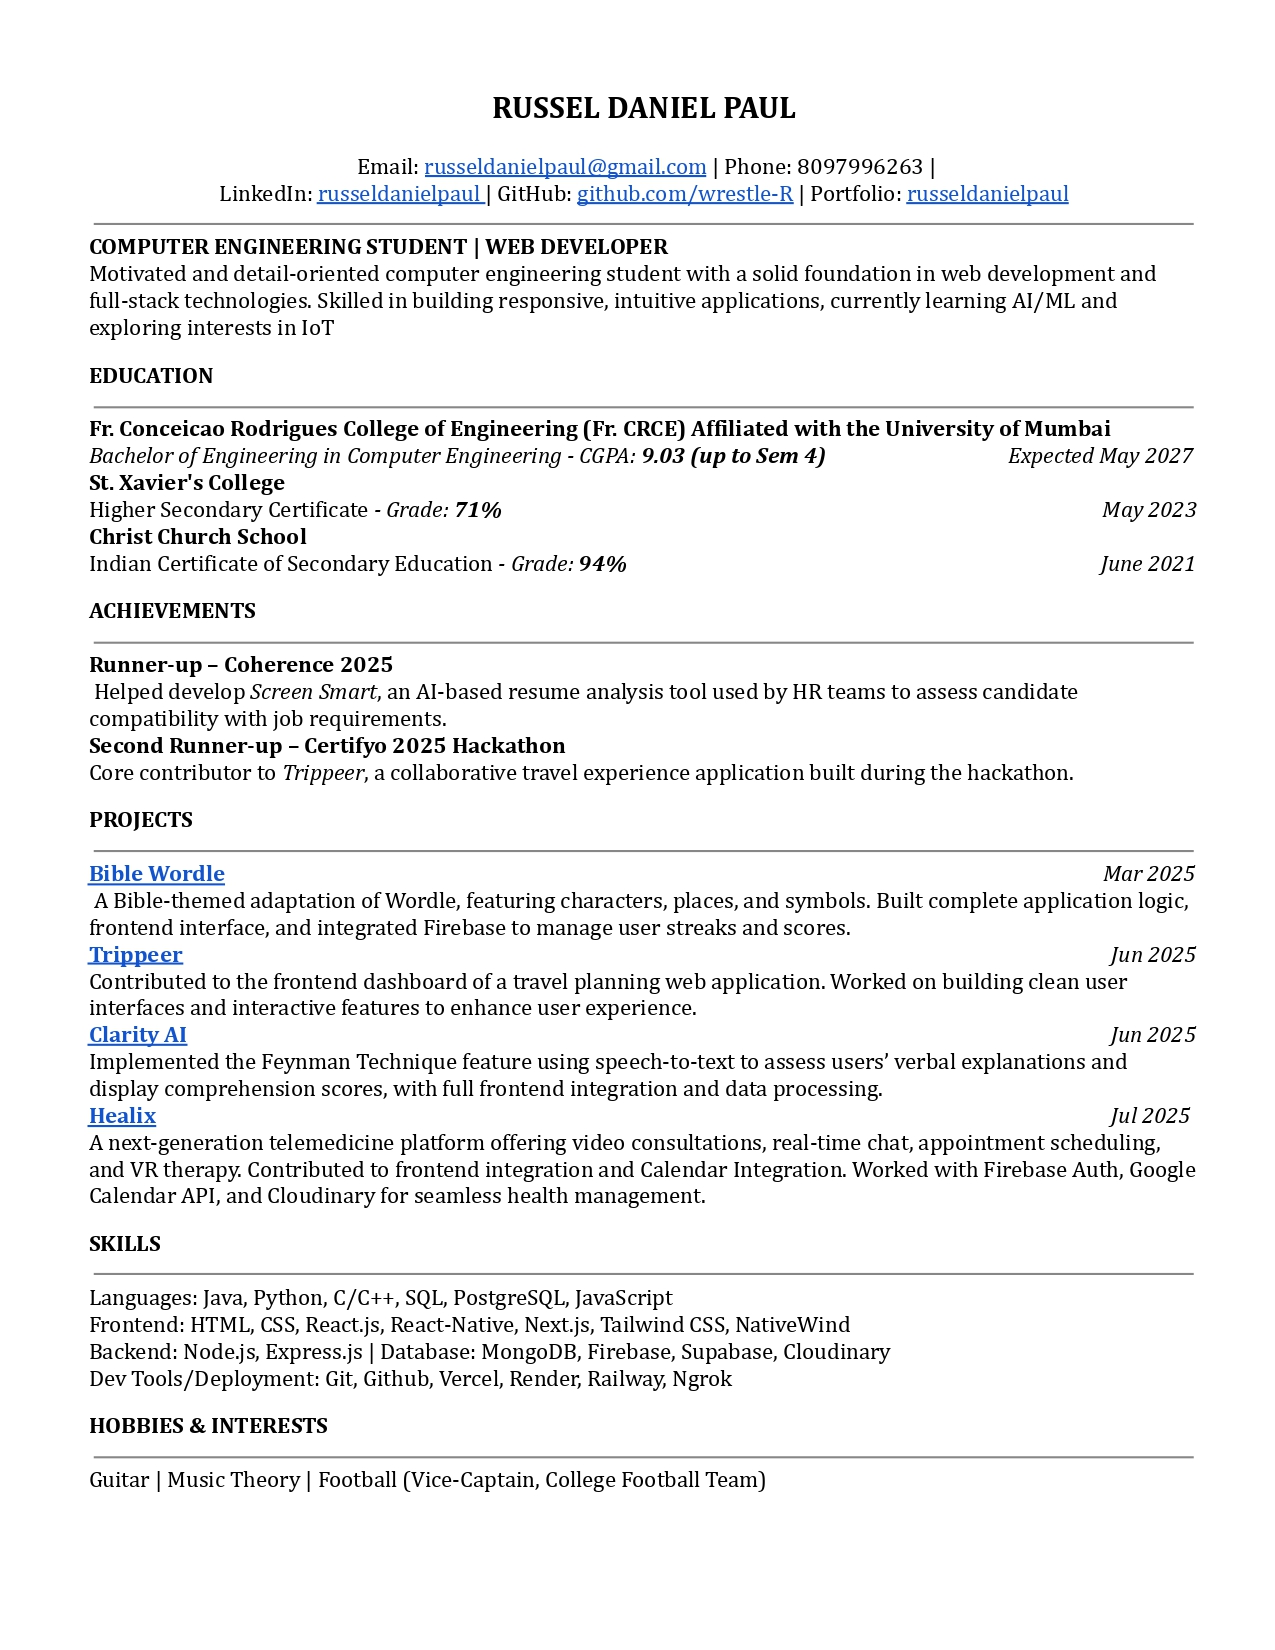 RUSSEL DANIEL PAUL
Email: russeldanielpaul@gmail.com | Phone: 8097996263 |
LinkedIn: russeldanielpaul | GitHub: github.com/wrestle-R | Portfolio: russeldanielpaul
COMPUTER ENGINEERING STUDENT | WEB DEVELOPER
Motivated and detail-oriented computer engineering student with a solid foundation in web development and
full-stack technologies. Skilled in building responsive, intuitive applications, currently learning AI/ML and
exploring interests in IoT
EDUCATION
Fr. Conceicao Rodrigues College of Engineering (Fr. CRCE) Affiliated with the University of Mumbai
Bachelor of Engineering in Computer Engineering - CGPA: 9.03 (up to Sem 4) Expected May 2027
St. Xavier's College
Higher Secondary Certificate - Grade: 71% May 2023
Christ Church School
Indian Certificate of Secondary Education - Grade: 94% June 2021
ACHIEVEMENTS
Runner-up – Coherence 2025
Helped develop Screen Smart, an AI-based resume analysis tool used by HR teams to assess candidate
compatibility with job requirements.
Second Runner-up – Certifyo 2025 Hackathon
Core contributor to Trippeer, a collaborative travel experience application built during the hackathon.
PROJECTS
Bible Wordle Mar 2025
A Bible-themed adaptation of Wordle, featuring characters, places, and symbols. Built complete application logic,
frontend interface, and integrated Firebase to manage user streaks and scores.
Trippeer Jun 2025
Contributed to the frontend dashboard of a travel planning web application. Worked on building clean user
interfaces and interactive features to enhance user experience.
Clarity AI Jun 2025
Implemented the Feynman Technique feature using speech-to-text to assess users’ verbal explanations and
display comprehension scores, with full frontend integration and data processing.
Healix Jul 2025
A next-generation telemedicine platform offering video consultations, real-time chat, appointment scheduling,
and VR therapy. Contributed to frontend integration and Calendar Integration. Worked with Firebase Auth, Google
Calendar API, and Cloudinary for seamless health management.
SKILLS
Languages: Java, Python, C/C++, SQL, PostgreSQL, JavaScript
Frontend: HTML, CSS, React.js, React-Native, Next.js, Tailwind CSS, NativeWind
Backend: Node.js, Express.js | Database: MongoDB, Firebase, Supabase, Cloudinary
Dev Tools/Deployment: Git, Github, Vercel, Render, Railway, Ngrok
HOBBIES & INTERESTS
Guitar | Music Theory | Football (Vice-Captain, College Football Team)